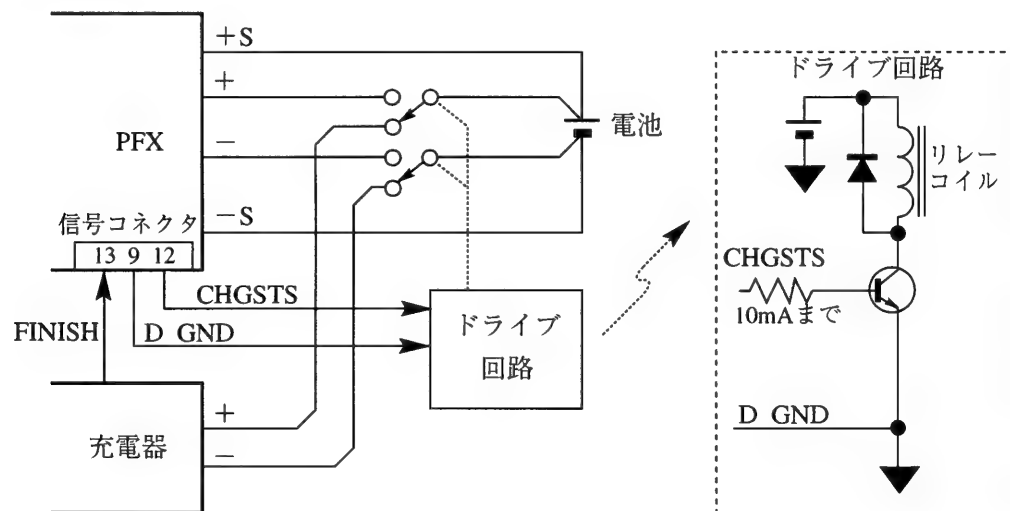 +S
+
PFX
−
−S
信号コネクタ
13 9 12
電池
CHGSTS
D GND
FINISH
ドライブ
回路
+
充電器
−
ドライブ回路
リレー
コイル
CHGSTS
10mAまで
D GND